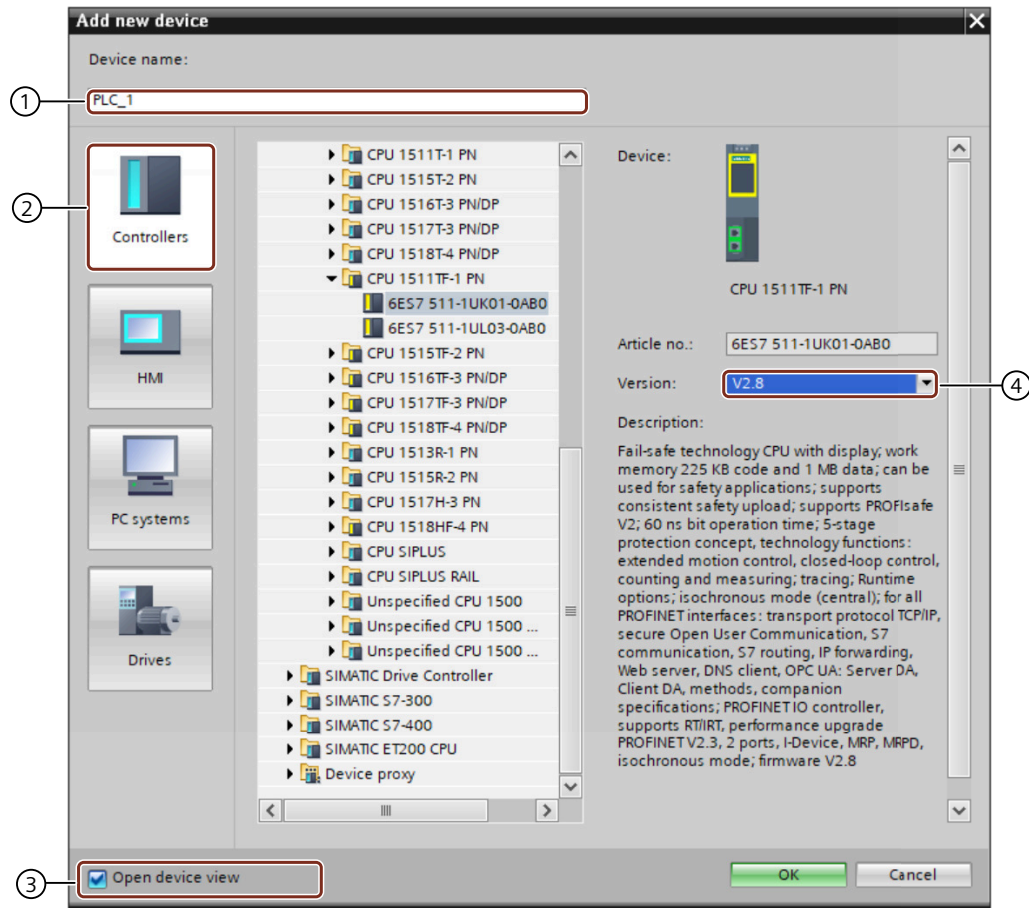 Add new device
Device name:
1
PLC_1
2
Controllers
HMI
PC systems
Drives
CPU 1511T-1 PN
CPU 1515T-2 PN
CPU 1516T-3 PN/DP
CPU 1517T-3 PN/DP
CPU 1518T-4 PN/DP
CPU 1511TF-1 PN
6ES7 511-1UK01-0AB0
6ES7 511-1UL03-0AB0
CPU 1515TF-2 PN
CPU 1516TF-3 PN/DP
CPU 1517TF-3 PN/DP
CPU 1518TF-4 PN/DP
CPU 1513R-1 PN
CPU 1515R-2 PN
CPU 1517H-3 PN
CPU 1518HF-4 PN
CPU SIPLUS
CPU SIPLUS RAIL
Unspecified CPU 1500
Unspecified CPU 1500 ...
Unspecified CPU 1500 ...
SIMATIC Drive Controller
SIMATIC S7-300
SIMATIC S7-400
SIMATIC ET200 CPU
Device proxy
Device:
CPU 1511TF-1 PN
Article no.: 6ES7 511-1UK01-0AB0
Version: V2.8
4
Description:
Fail-safe technology CPU with display; work
memory 225 KB code and 1 MB data; can be
used for safety applications; supports
consistent safety upload; supports PROFIsafe
V2; 60 ns bit operation time; 5-stage
protection concept, technology functions:
extended motion control, closed-loop control,
counting and measuring; tracing; Runtime
options; isochronous mode (central); for all
PROFINET interfaces: transport protocol TCP/IP,
secure Open User Communication, S7
communication, S7 routing, IP forwarding,
Web server, DNS client, OPC UA: Server DA,
Client DA, methods, companion
specifications; PROFINET IO controller,
supports RT/IRT, performance upgrade
PROFINET V2.3, 2 ports, I-Device, MRP, MRPD,
isochronous mode; firmware V2.8
3
Open device view
OK
Cancel